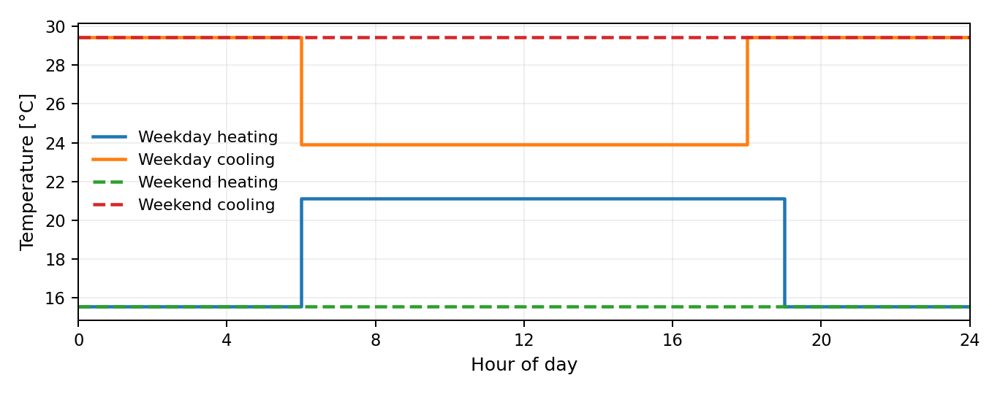 30
28
26
24
22
20
18
16
Temperature [°C]
Weekday heating
Weekday cooling
Weekend heating
Weekend cooling
0 4 8 12 16 20 24
Hour of day